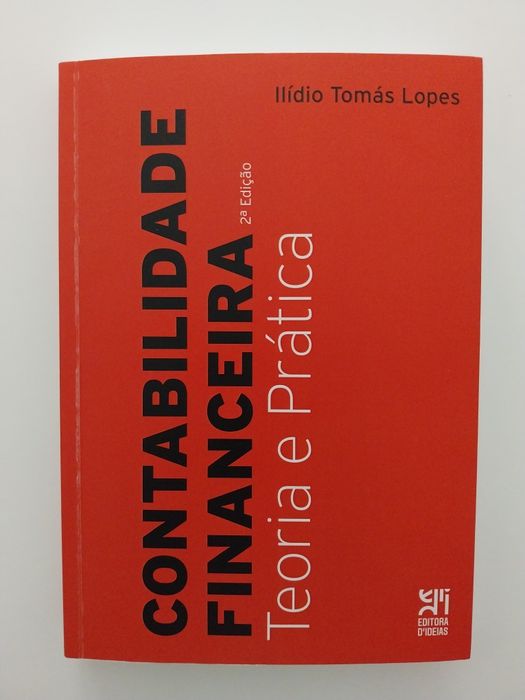 Ilídio Tomás Lopes
CONTABILIDADE
FINANCEIRA
2ª Edição
Teoria e Prática
EDITORA
D'IDEIAS